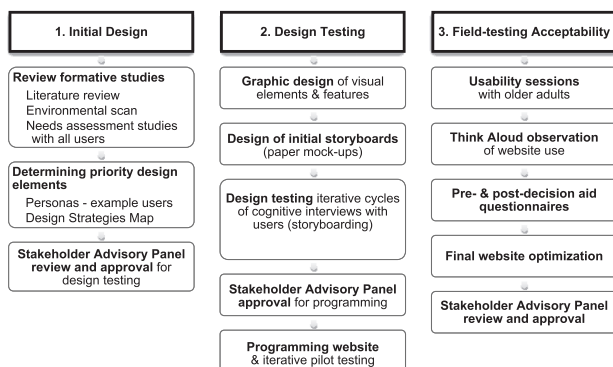 1. Initial Design
Review formative studies
Literature review
Environmental scan
Needs assessment studies
with all users
Determining priority design
elements
Personas - example users
Design Strategies Map
Stakeholder Advisory Panel
review and approval for
design testing
2. Design Testing
Graphic design of visual
elements & features
Design of initial storyboards
(paper mock-ups)
Design testing iterative cycles
of cognitive interviews with
users (storyboarding)
Stakeholder Advisory Panel
approval for programming
Programming website
& iterative pilot testing
3. Field-testing Acceptability
Usability sessions
with older adults
Think Aloud observation
of website use
Pre- & post-decision aid
questionnaires
Final website optimization
Stakeholder Advisory Panel
review and approval